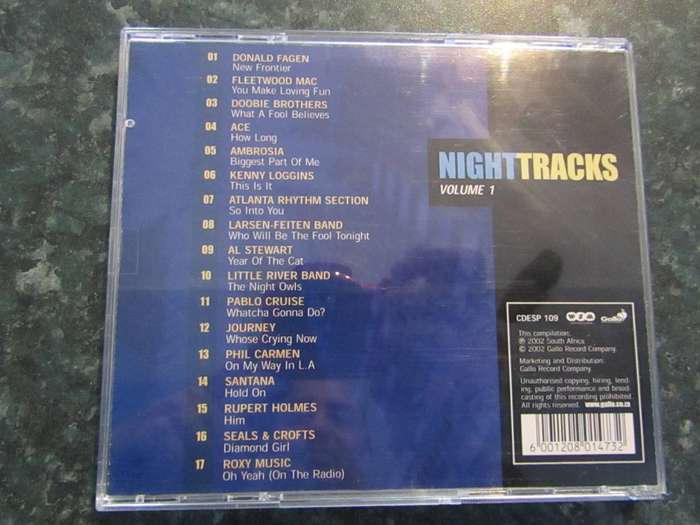 01 DONALD FAGEN
New Frontier
02 FLEETWOOD MAC
You Make Loving Fun
03 DOOBIE BROTHERS
What A Fool Believes
04 ACE
How Long
05 AMBROSIA
Biggest Part Of Me
06 KENNY LOGGINS
This Is It
07 ATLANTA RHYTHM SECTION
So Into You
08 LARSEN-FEITEN BAND
Who Will Be The Fool Tonight
09 AL STEWART
Year Of The Cat
10 LITTLE RIVER BAND
The Night Owls
11 PABLO CRUISE
Whatcha Gonna Do?
12 JOURNEY
Whose Crying Now
13 PHIL CARMEN
On My Way In L.A
14 SANTANA
Hold On
15 RUPERT HOLMES
Him
16 SEALS & CROFTS
Diamond Girl
17 ROXY MUSIC
Oh Yeah (On The Radio)
NIGHTTRACKS
VOLUME 1
CDESP 109
Gallo
This compilation:
℗ 2002 South Africa
© 2002 Gallo Record Company
Marketing and Distribution:
Gallo Record Company.
Unauthorised copying, hiring, lend-
ing, public performance and broad-
casting of this recording prohibited.
All rights reserved. www.gallo.co.za
6 001208 014732